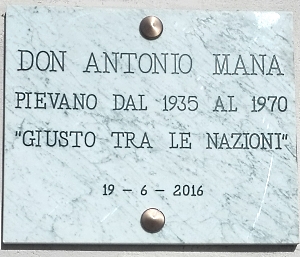 DON ANTONIO MANA
PIEVANO DAL 1935 AL 1970
"GIUSTO TRA LE NAZIONI"
19 - 6 - 2016